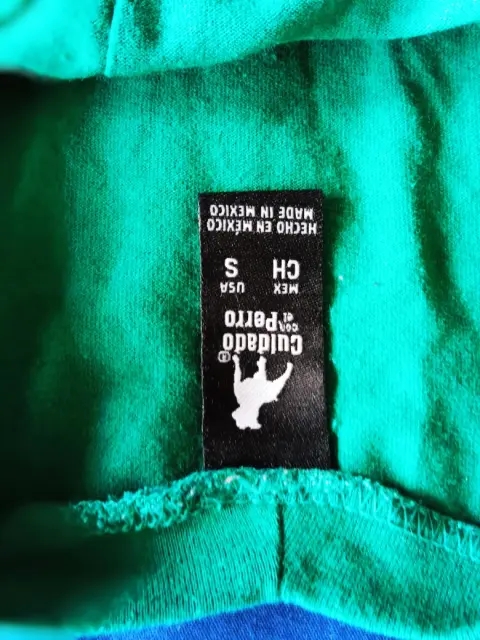 ®
Cuidado
con el
Perro
MEX USA
CH S
HECHO EN MÉXICO
MADE IN MEXICO